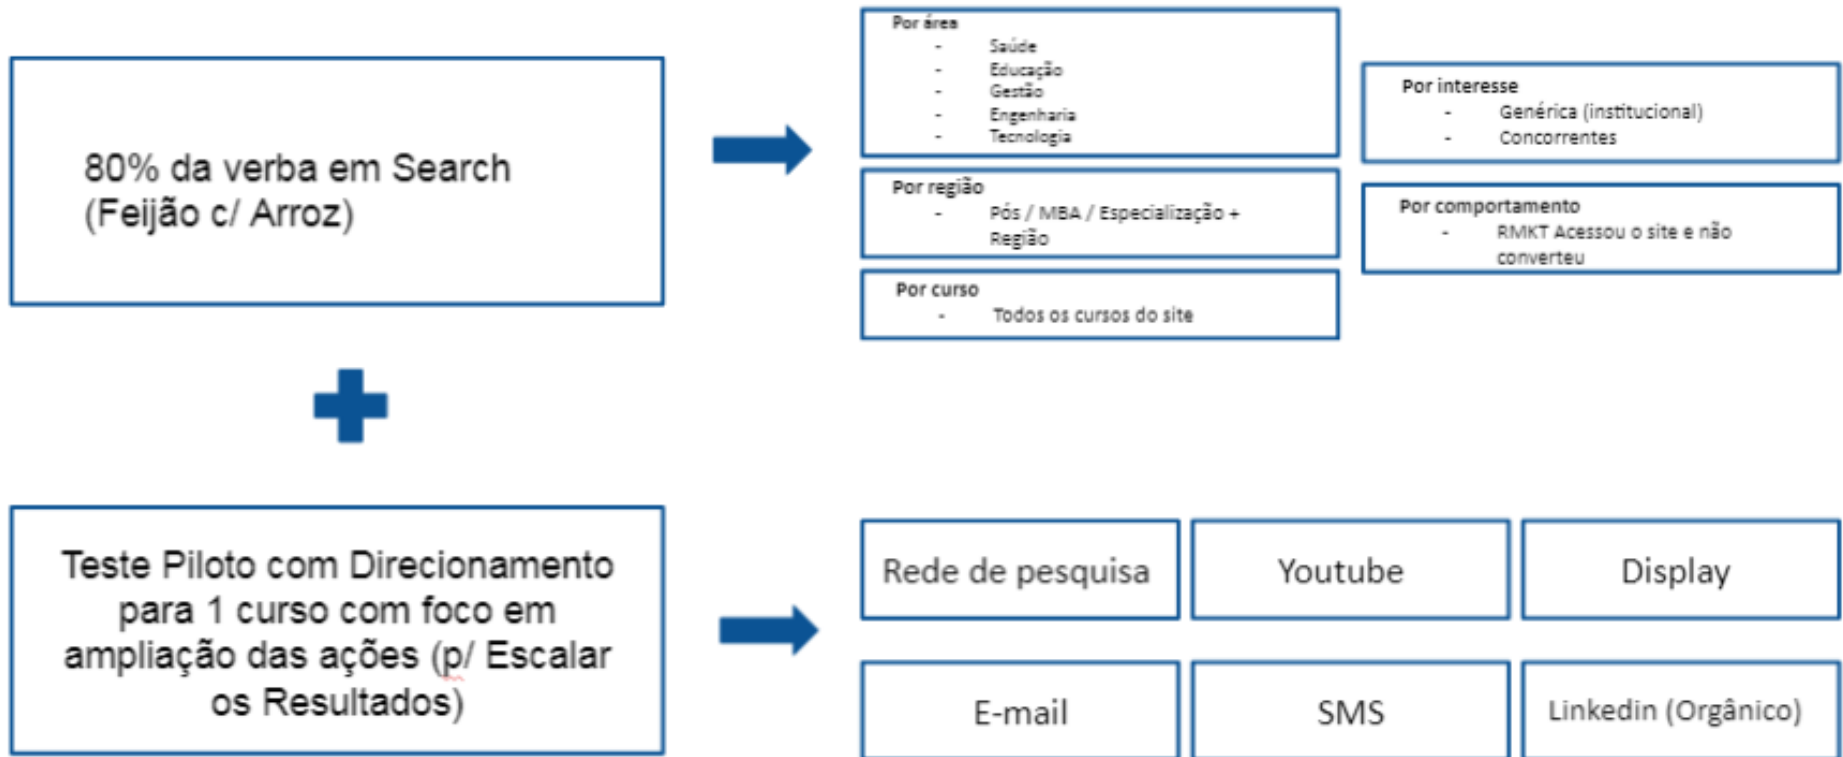 80% da verba em Search
(Feijão c/ Arroz)
Por área
- Saúde
- Educação
- Gestão
- Engenharia
- Tecnologia
Por região
- Pós / MBA / Especialização +
Região
Por curso
- Todos os cursos do site
Por interesse
- Genérica (institucional)
- Concorrentes
Por comportamento
- RMKT Acessou o site e não
converteu
Teste Piloto com Direcionamento
para 1 curso com foco em
ampliação das ações (p/ Escalar
os Resultados)
Rede de pesquisa
Youtube
Display
E-mail
SMS
Linkedin (Orgânico)